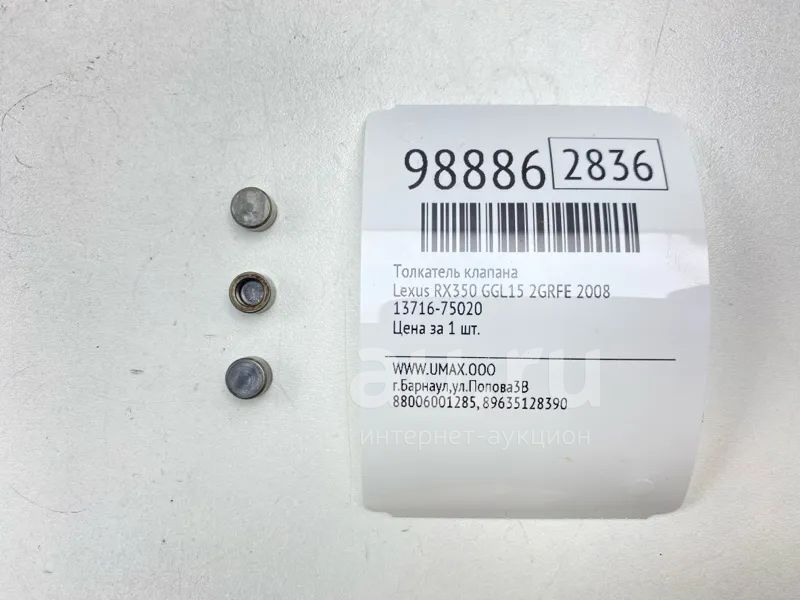 98886 2836
Толкатель клапана
Lexus RX350 GGL15 2GRFE 2008
13716-75020
Цена за 1 шт.
WWW.UMAX.OOO
г.Барнаул,ул.Попова3В
88006001285, 89635128390
au.ru
интернет-аукцион